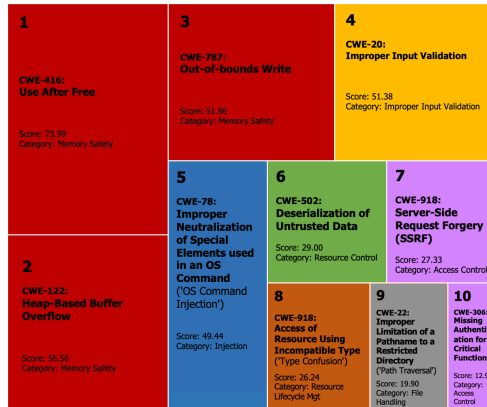 1
CWE-416:
Use After Free
Score: 73.99
Category: Memory Safety
2
CWE-122:
Heap-Based Buffer
Overflow
Score: 56.56
Category: Memory Safety
3
CWE-787:
Out-of-bounds Write
Score: 51.96
Category: Memory Safety
4
CWE-20:
Improper Input Validation
Score: 51.38
Category: Improper Input Validation
5
CWE-78:
Improper
Neutralization
of Special
Elements used
in an OS
Command
('OS Command
Injection')
Score: 49.44
Category: Injection
6
CWE-502:
Deserialization of
Untrusted Data
Score: 29.00
Category: Resource Control
7
CWE-918:
Server-Side
Request Forgery
(SSRF)
Score: 27.33
Category: Access Control
8
CWE-918:
Access of
Resource Using
Incompatible Type
('Type Confusion')
Score: 26.24
Category: Resource
Lifecycle Mgt
9
CWE-22:
Improper
Limitation of a
Pathname to a
Restricted
Directory
('Path Traversal')
Score: 19.90
Category: File
Handling
10
CWE-306:
Missing
Authenti
ation for
Critical
Function
Score: 12.9
Category:
Access
Control